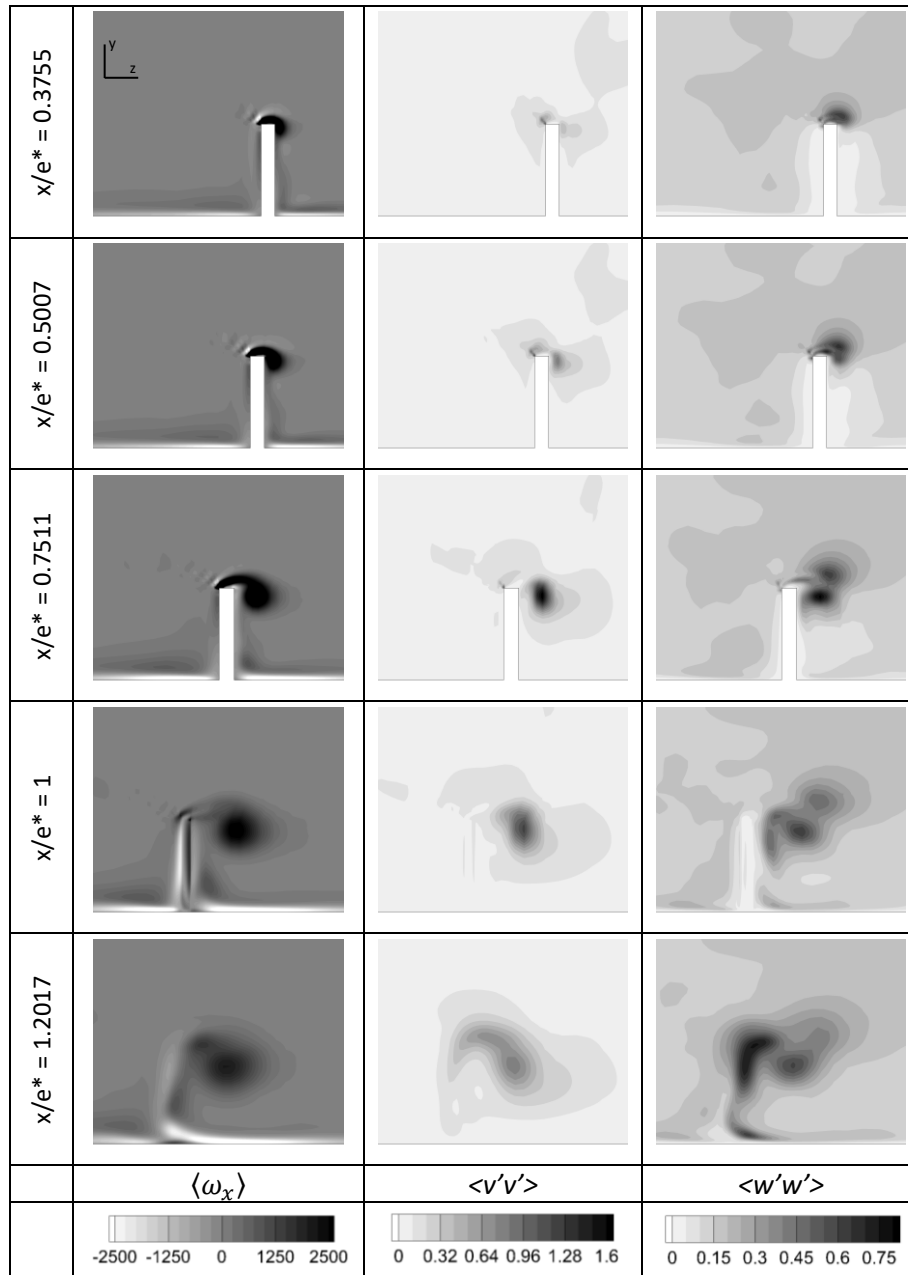 x/e* = 0.3755
y
z
x/e* = 0.5007
x/e* = 0.7511
x/e* = 1
x/e* = 1.2017
⟨ω_x⟩ <v'v'> <w'w'>
-2500 -1250 0 1250 2500 0 0.32 0.64 0.96 1.28 1.6 0 0.15 0.3 0.45 0.6 0.75